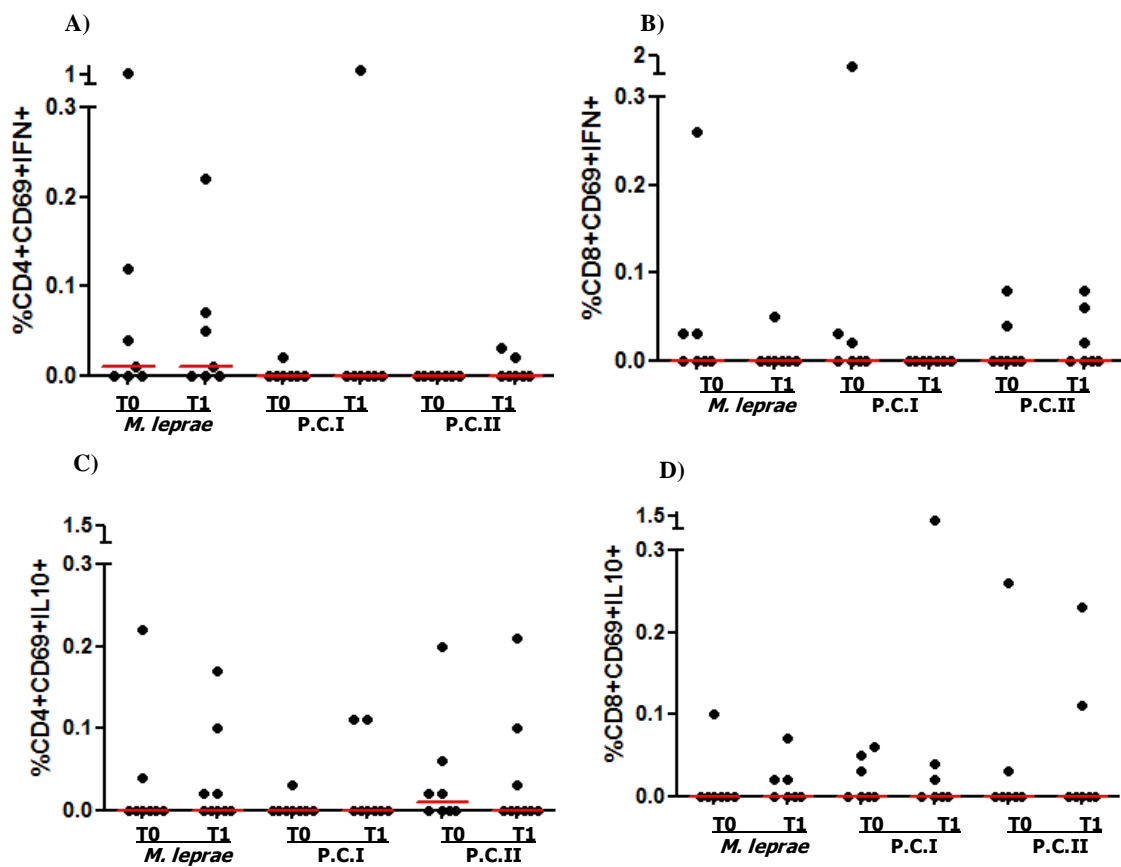 A)
%CD4+CD69+IFN+
1
0.3
0.2
0.1
0.0
T0 T1 T0 T1 T0 T1
M. leprae P.C.I P.C.II
B)
%CD8+CD69+IFN+
2
0.3
0.2
0.1
0.0
T0 T1 T0 T1 T0 T1
M. leprae P.C.I P.C.II
C)
%CD4+CD69+IL10+
1.5
0.3
0.2
0.1
0.0
T0 T1 T0 T1 T0 T1
M. leprae P.C.I P.C.II
D)
%CD8+CD69+IL10+
1.5
0.3
0.2
0.1
0.0
T0 T1 T0 T1 T0 T1
M. leprae P.C.I P.C.II